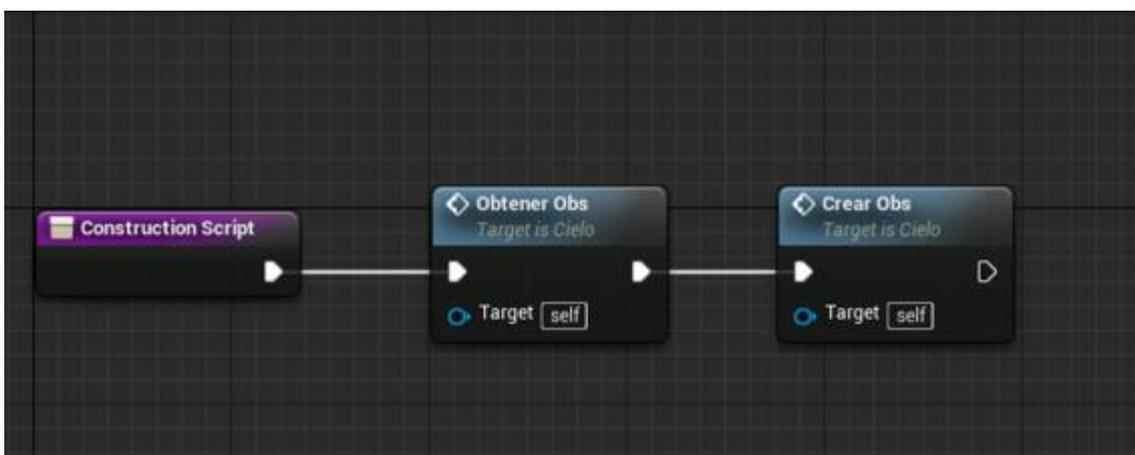 Construction Script
Obtener Obs
Target is Cielo
Target self
Crear Obs
Target is Cielo
Target self